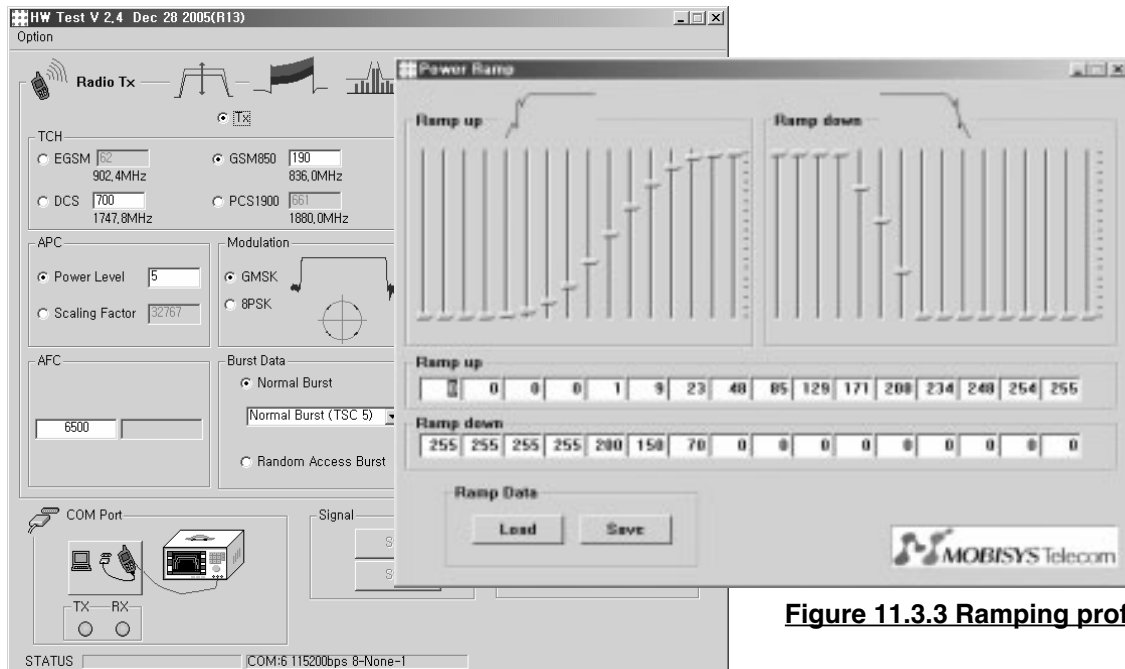 HW Test V 2,4 Dec 28 2005(R13)
Option
Radio Tx
Tx
TCH
EGSM 62
902,4MHz
GSM850 190
836,0MHz
DCS 700
1747,8MHz
PCS1900 661
1880,0MHz
APC
Power Level 5
Scaling Factor 32767
Modulation
GMSK
8PSK
AFC
6500
Burst Data
Normal Burst
Normal Burst (TSC 5)
Random Access Burst
COM Port
TX RX
Signal
S
S
STATUS COM:6 115200bps 8-None-1
Power Ramp
Ramp up
Ramp down
Ramp up
0 0 0 0 1 9 23 48 85 129 171 208 234 248 254 255
Ramp down
255 255 255 255 200 150 70 0 0 0 0 0 0 0 0 0
Ramp Data
Load Save
MOBISYS Telecom
Figure 11.3.3 Ramping prof